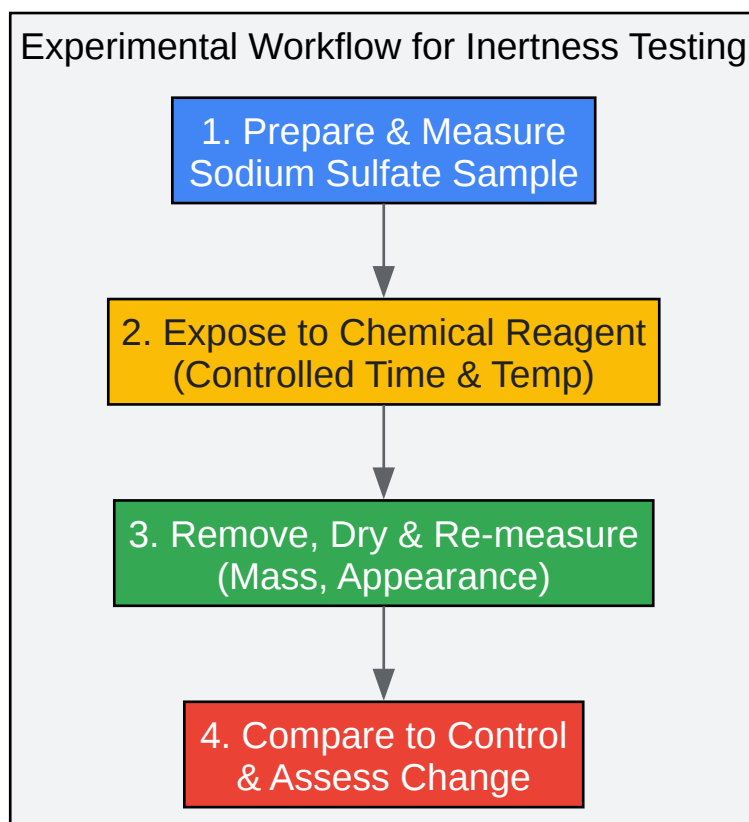 Experimental Workflow for Inertness Testing
1. Prepare & Measure
Sodium Sulfate Sample
2. Expose to Chemical Reagent
(Controlled Time & Temp)
3. Remove, Dry & Re-measure
(Mass, Appearance)
4. Compare to Control
& Assess Change